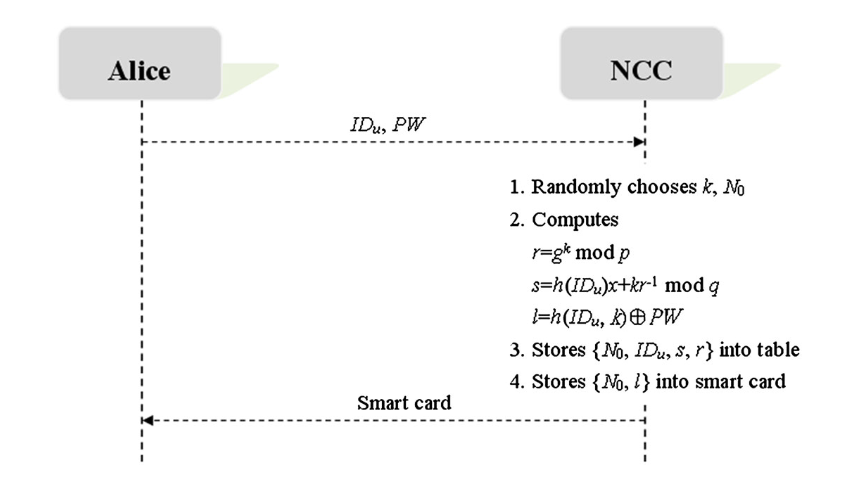 Alice
NCC
IDu, PW
1. Randomly chooses k, N0
2. Computes
r=g^k mod p
s=h(IDu)x+kr^-1 mod q
l=h(IDu, k)⊕PW
3. Stores {N0, IDu, s, r} into table
4. Stores {N0, l} into smart card
Smart card